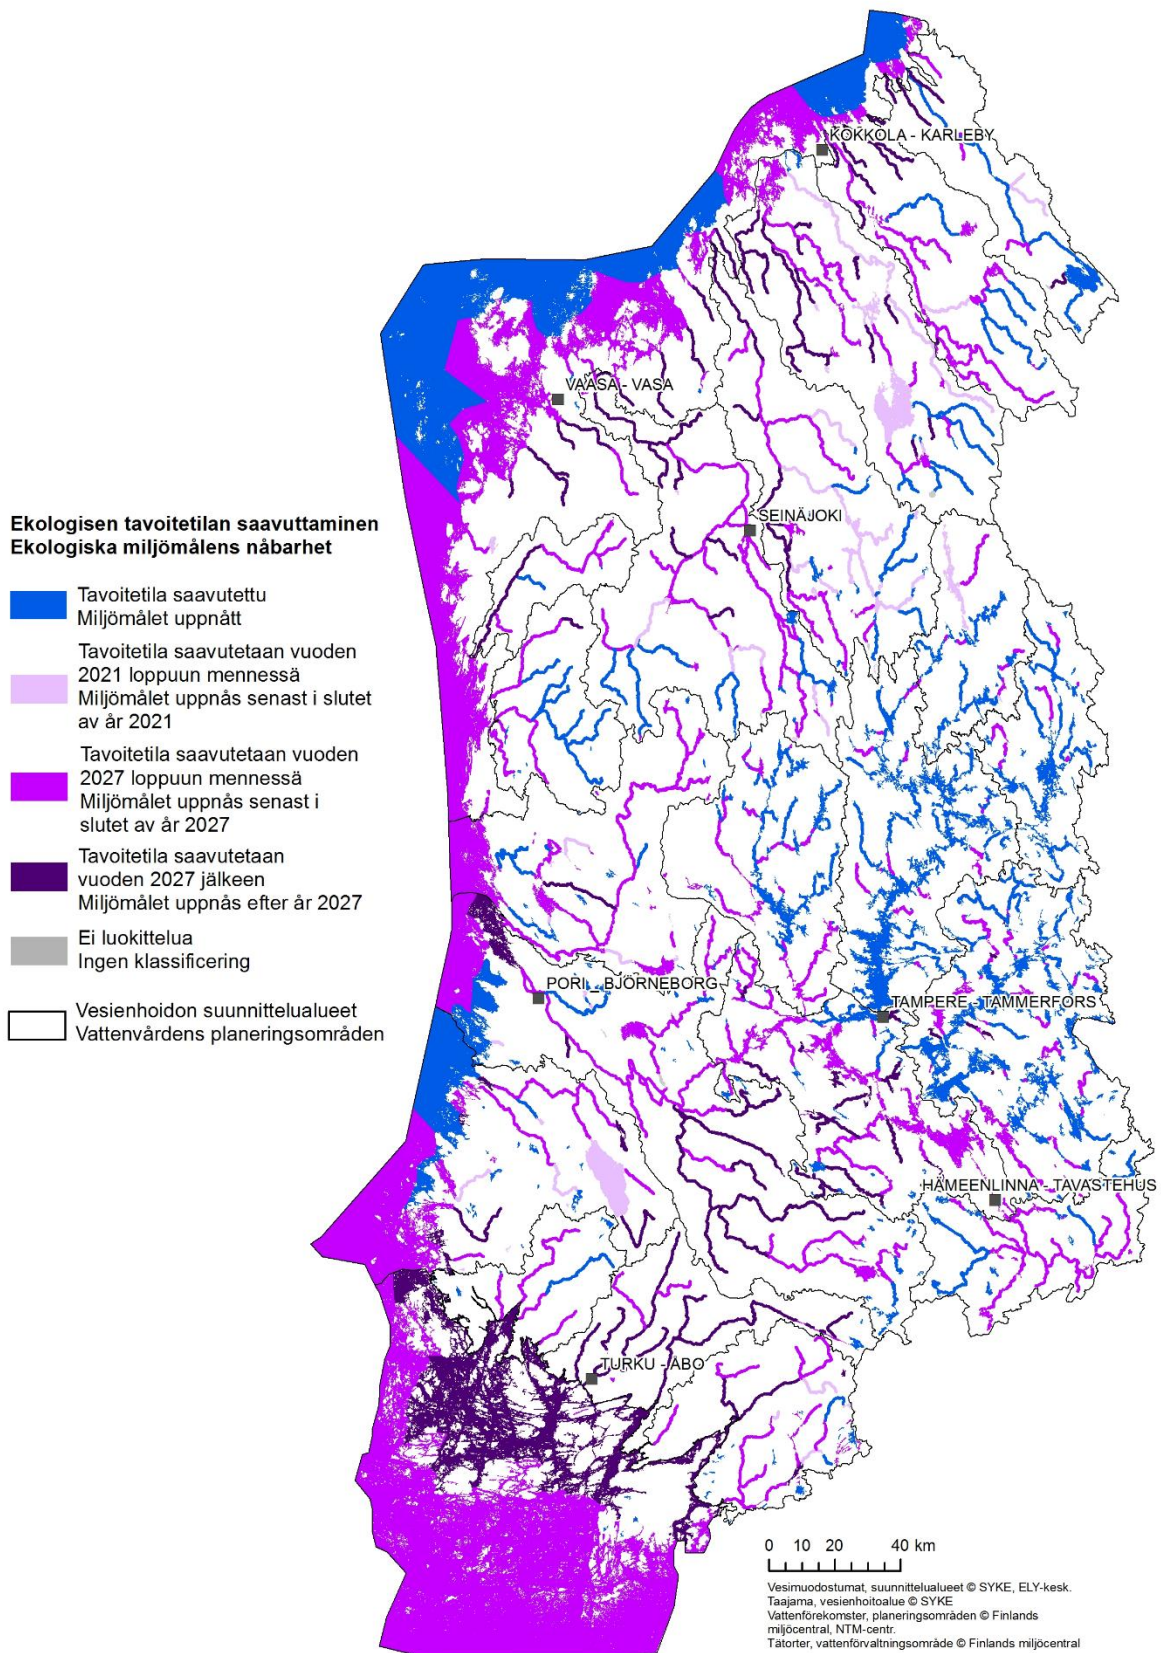 KOKKOLA - KARLEBY
VAASA - VASA
SEINÄJOKI
Ekologisen tavoitetilan saavuttaminen
Ekologiska miljömålens nåbarhet
Tavoitetila saavutettu
Miljömålet uppnått
Tavoitetila saavutetaan vuoden
2021 loppuun mennessä
Miljömålet uppnås senast i slutet
av år 2021
Tavoitetila saavutetaan vuoden
2027 loppuun mennessä
Miljömålet uppnås senast i
slutet av år 2027
Tavoitetila saavutetaan
vuoden 2027 jälkeen
Miljömålet uppnås efter år 2027
Ei luokittelua
Ingen klassificering
Vesienhoidon suunnittelualueet
Vattenvårdens planeringsområden
PORI _ BJÖRNEBORG
TAMPERE - TAMMERFORS
HÄMEENLINNA - TAVASTEHUS
TURKU - ÅBO
0 10 20 40 km
Vesimuodostumat, suunnittelualueet © SYKE, ELY-kesk.
Taajama, vesienhoitoalue © SYKE
Vattenförekomster, planeringsområden © Finlands
miljöcentral, NTM-centr.
Tätorter, vattenförvaltningsområde © Finlands miljöcentral